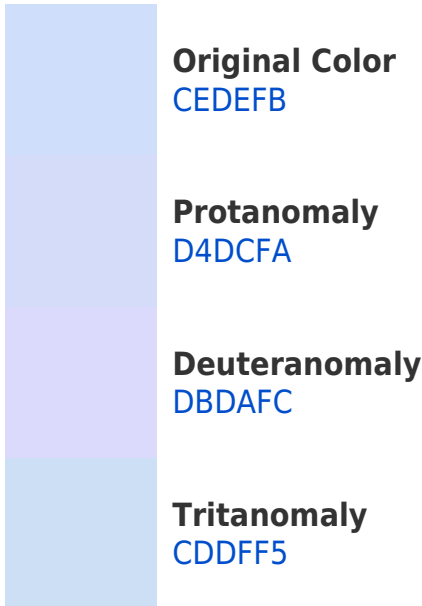 Original Color
CEDEFB
Protanomaly
D4DCFA
Deuteranomaly
DBDAFC
Tritanomaly
CDDFF5